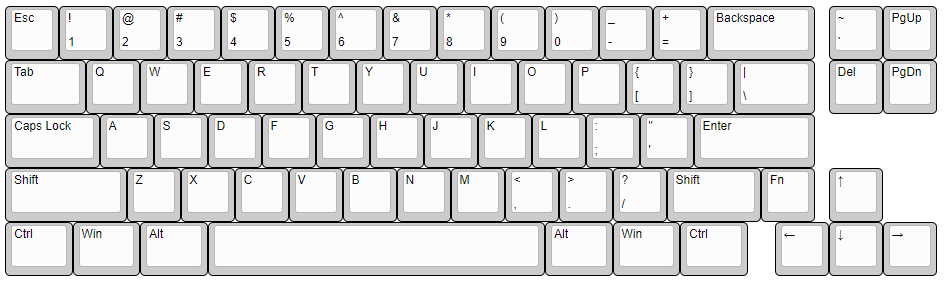 Esc ! @ # $ % ^ & * ( ) _ + Backspace ~ PgUp
1 2 3 4 5 6 7 8 9 0 - = `
Tab Q W E R T Y U I O P { } | Del PgDn
[ ] \
Caps Lock A S D F G H J K L : " Enter
; '
Shift Z X C V B N M < > ? Shift Fn ↑
, . /
Ctrl Win Alt Alt Win Ctrl ← ↓ →